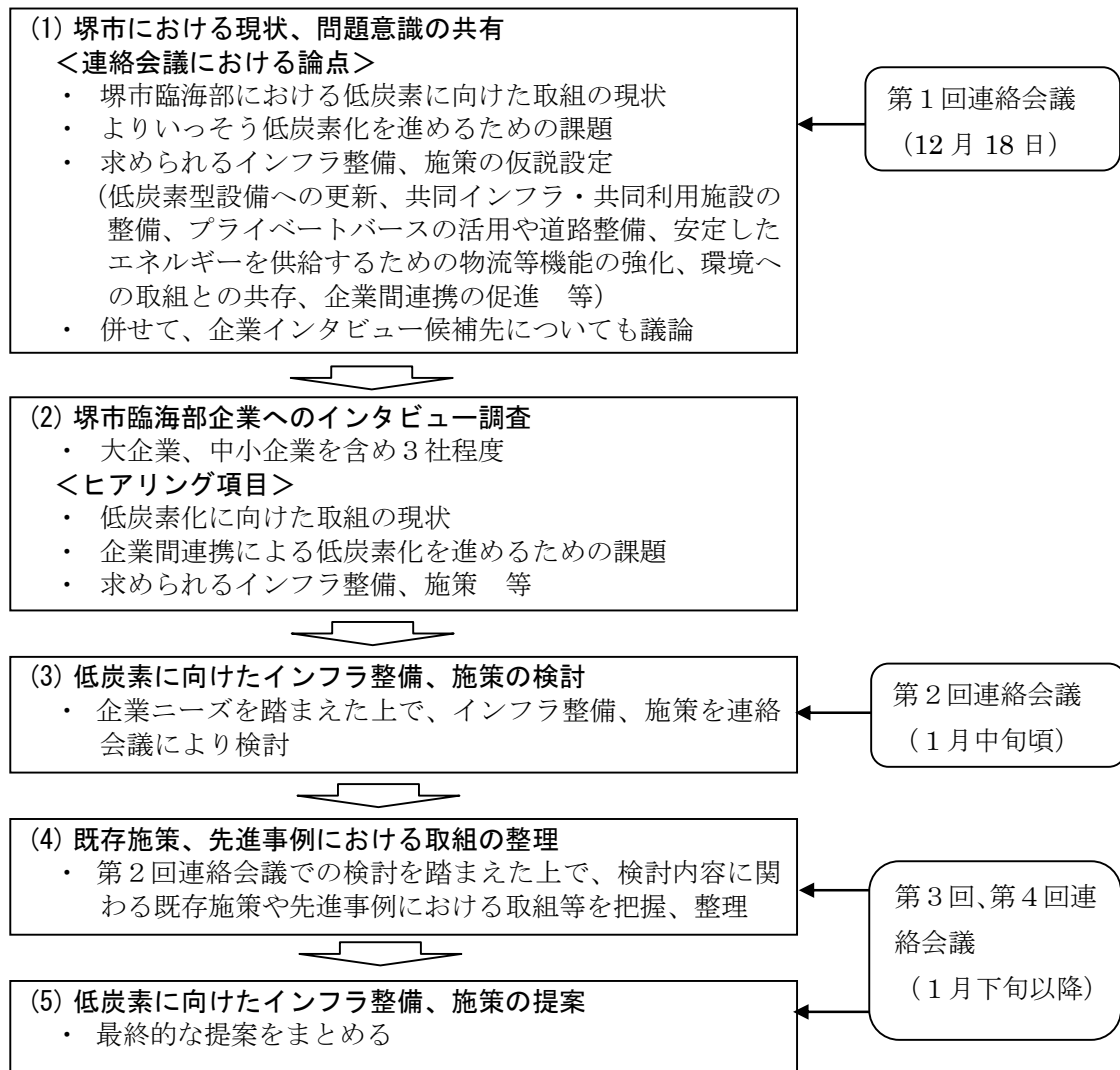 (1) 堺市における現状、問題意識の共有
＜連絡会議における論点＞
・ 堺市臨海部における低炭素に向けた取組の現状
・ よりいっそう低炭素化を進めるための課題
・ 求められるインフラ整備、施策の仮説設定
（低炭素型設備への更新、共同インフラ・共同利用施設の
整備、プライベートバースの活用や道路整備、安定した
エネルギーを供給するための物流等機能の強化、環境へ
の取組との共存、企業間連携の促進　等）
・ 併せて、企業インタビュー候補先についても議論
第１回連絡会議
（12 月 18 日）
(2) 堺市臨海部企業へのインタビュー調査
・ 大企業、中小企業を含め３社程度
＜ヒアリング項目＞
・ 低炭素化に向けた取組の現状
・ 企業間連携による低炭素化を進めるための課題
・ 求められるインフラ整備、施策　等
(3) 低炭素に向けたインフラ整備、施策の検討
・ 企業ニーズを踏まえた上で、インフラ整備、施策を連絡
会議により検討
第２回連絡会議
（１月中旬頃）
(4) 既存施策、先進事例における取組の整理
・ 第２回連絡会議での検討を踏まえた上で、検討内容に関
わる既存施策や先進事例における取組等を把握、整理
第３回、第４回連
絡会議
（１月下旬以降）
(5) 低炭素に向けたインフラ整備、施策の提案
・ 最終的な提案をまとめる